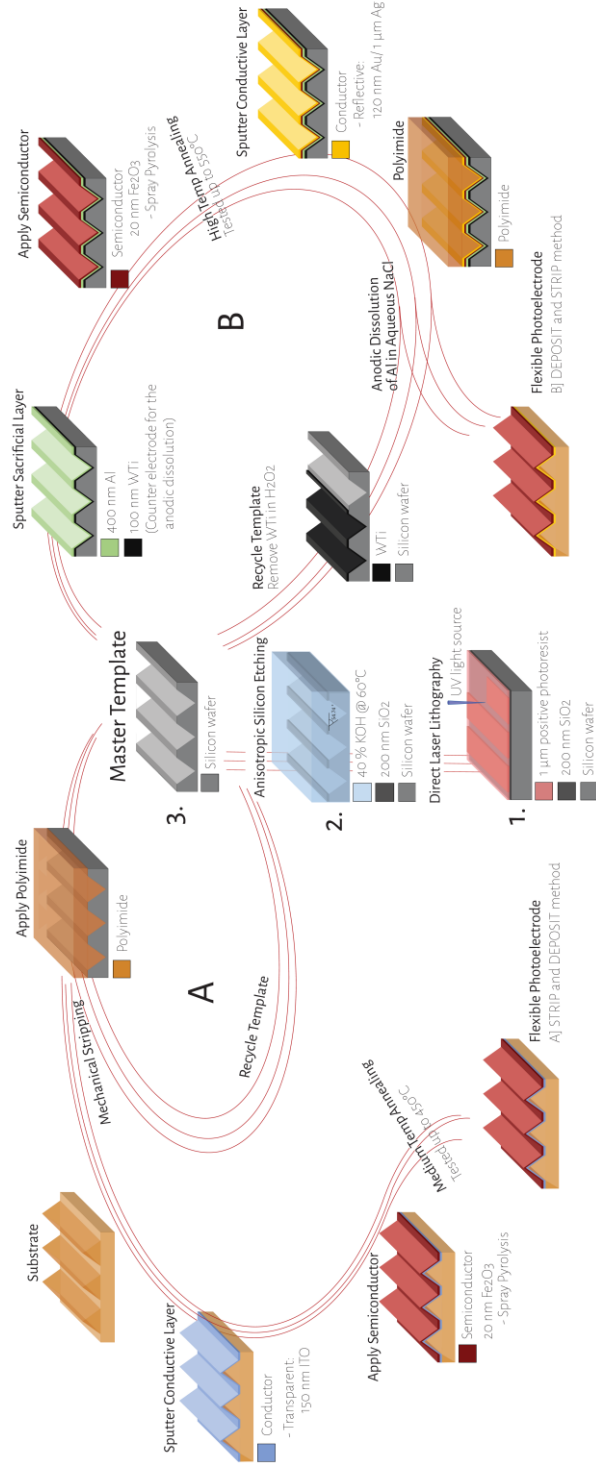 Substrate
Mechanical Stripping
Apply Polyimide
Polyimide
A
Recycle Template
Sputter Conductive Layer
Conductor
- Transparent:
150 nm ITO
Apply Semiconductor
Semiconductor
20 nm Fe2O3
- Spray Pyrolysis
Medium Temp Annealing
Tested up to 450°C
Flexible Photoelectrode
A] STRIP and DEPOSIT method
Master Template
3.
Silicon wafer
Anisotropic Silicon Etching
54.74°
2.
40 % KOH @ 60°C
200 nm SiO2
Silicon wafer
Direct Laser Lithography
UV light source
1.
1 µm positive photoresist
200 nm SiO2
Silicon wafer
Sputter Sacrificial Layer
400 nm Al
100 nm WTi
(Counter electrode for the
anodic dissolution)
Apply Semiconductor
Semiconductor
20 nm Fe2O3
- Spray Pyrolysis
High Temp Annealing
Tested up to 550°C
B
Sputter Conductive Layer
Conductor
- Reflective:
120 nm Au/ 1 µm Ag
Polyimide
Polyimide
Anodic Dissolution
of Al in Aqueous NaCl
Recycle Template
Remove WTi in H2O2
WTi
Silicon wafer
Flexible Photoelectrode
B] DEPOSIT and STRIP method